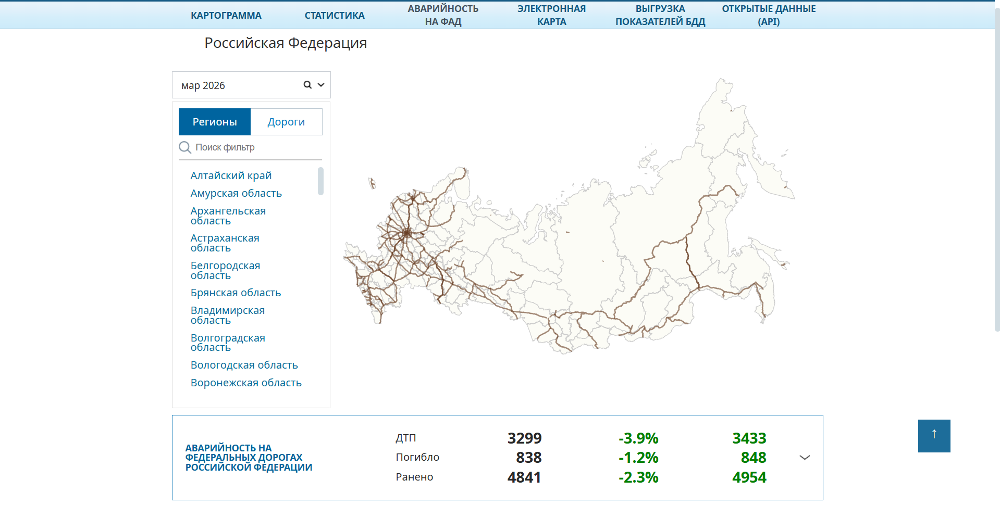 КАРТОГРАММА
СТАТИСТИКА
АВАРИЙНОСТЬ
НА ФАД
ЭЛЕКТРОННАЯ
КАРТА
ВЫГРУЗКА
ПОКАЗАТЕЛЕЙ БДД
ОТКРЫТЫЕ ДАННЫЕ
(API)
Российская Федерация
мар 2026
Регионы
Дороги
Поиск фильтр
Алтайский край
Амурская область
Архангельская
область
Астраханская
область
Белгородская
область
Брянская область
Владимирская
область
Волгоградская
область
Вологодская область
Воронежская область
АВАРИЙНОСТЬ НА
ФЕДЕРАЛЬНЫХ ДОРОГАХ
РОССИЙСКОЙ ФЕДЕРАЦИИ
ДТП 3299 -3.9% 3433
Погибло 838 -1.2% 848
Ранено 4841 -2.3% 4954
↑